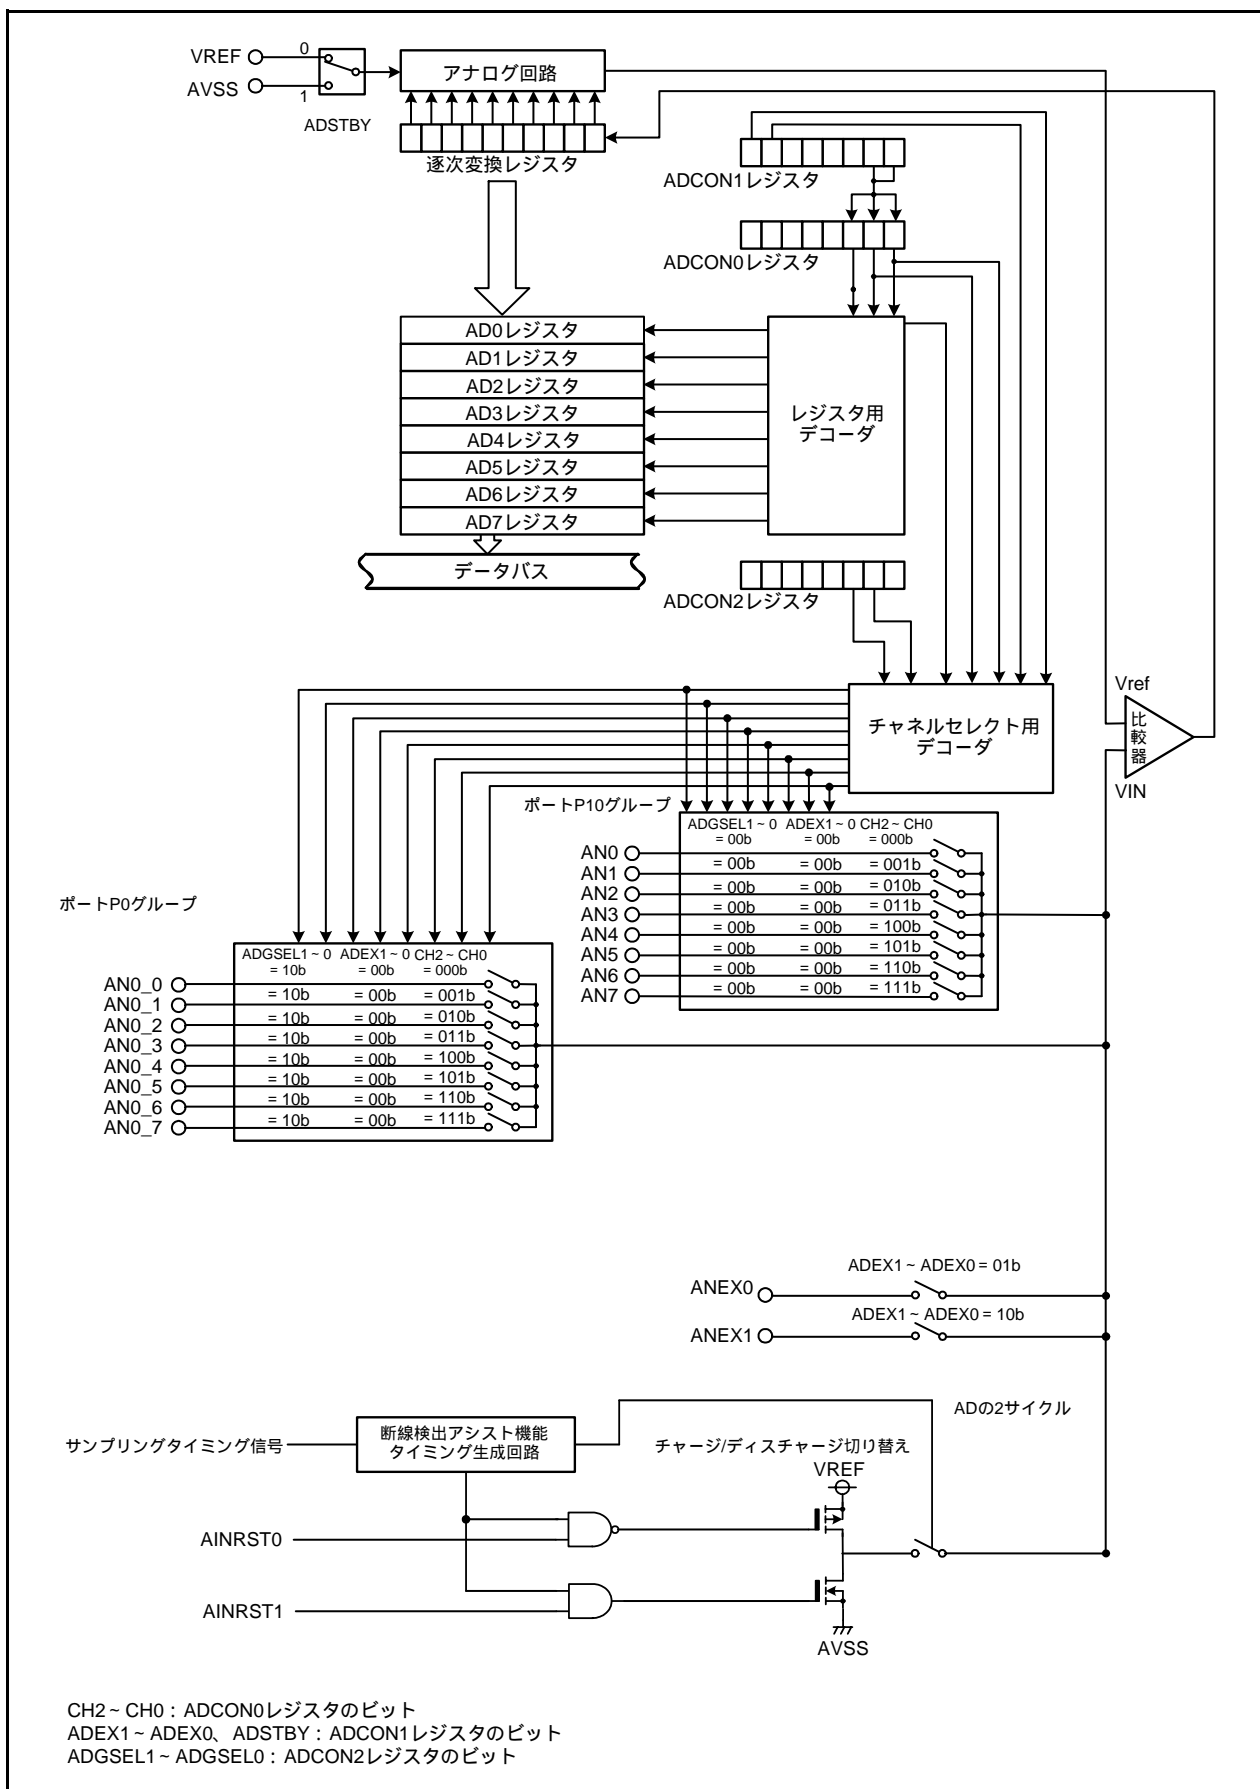 VREF
0
アナログ回路
AVSS
1
ADSTBY
逐次変換レジスタ
ADCON1レジスタ
ADCON0レジスタ
AD0レジスタ
AD1レジスタ
AD2レジスタ
AD3レジスタ
AD4レジスタ
AD5レジスタ
AD6レジスタ
AD7レジスタ
レジスタ用
デコーダ
データバス
ADCON2レジスタ
チャネルセレクト用
デコーダ
Vref
比較器
VIN
ポートP10グループ
ADGSEL1~0 ADEX1~0 CH2~CH0
AN0 = 00b = 00b = 000b
AN1 = 00b = 00b = 001b
AN2 = 00b = 00b = 010b
AN3 = 00b = 00b = 011b
AN4 = 00b = 00b = 100b
AN5 = 00b = 00b = 101b
AN6 = 00b = 00b = 110b
AN7 = 00b = 00b = 111b
ポートP0グループ
ADGSEL1~0 ADEX1~0 CH2~CH0
AN0_0 = 10b = 00b = 000b
AN0_1 = 10b = 00b = 001b
AN0_2 = 10b = 00b = 010b
AN0_3 = 10b = 00b = 011b
AN0_4 = 10b = 00b = 100b
AN0_5 = 10b = 00b = 101b
AN0_6 = 10b = 00b = 110b
AN0_7 = 10b = 00b = 111b
ADEX1~ADEX0 = 01b
ANEX0
ADEX1~ADEX0 = 10b
ANEX1
ADの2サイクル
サンプリングタイミング信号
断線検出アシスト機能
タイミング生成回路
チャージ/ディスチャージ切り替え
VREF
AINRST0
AINRST1
AVSS
CH2~CH0:ADCON0レジスタのビット
ADEX1~ADEX0、ADSTBY:ADCON1レジスタのビット
ADGSEL1~ADGSEL0:ADCON2レジスタのビット